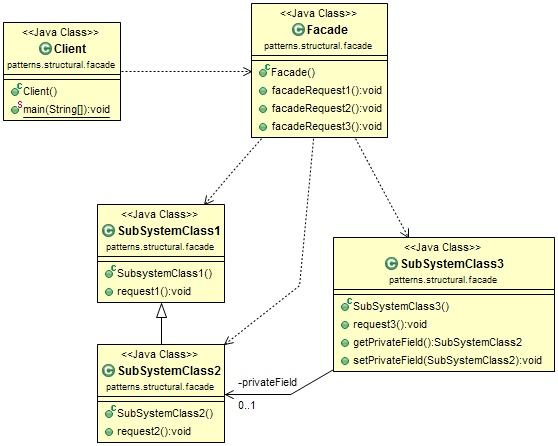 <<Java Class>>
Client
patterns.structural.facade
Client()
main(String[]):void
<<Java Class>>
Facade
patterns.structural.facade
Facade()
facadeRequest1():void
facadeRequest2():void
facadeRequest3():void
<<Java Class>>
SubSystemClass1
patterns.structural.facade
SubsystemClass1()
request1():void
<<Java Class>>
SubSystemClass3
patterns.structural.facade
SubSystemClass3()
request3():void
getPrivateField():SubSystemClass2
setPrivateField(SubSystemClass2):void
<<Java Class>>
SubSystemClass2
patterns.structural.facade
SubSystemClass2()
request2():void
-privateField
0..1